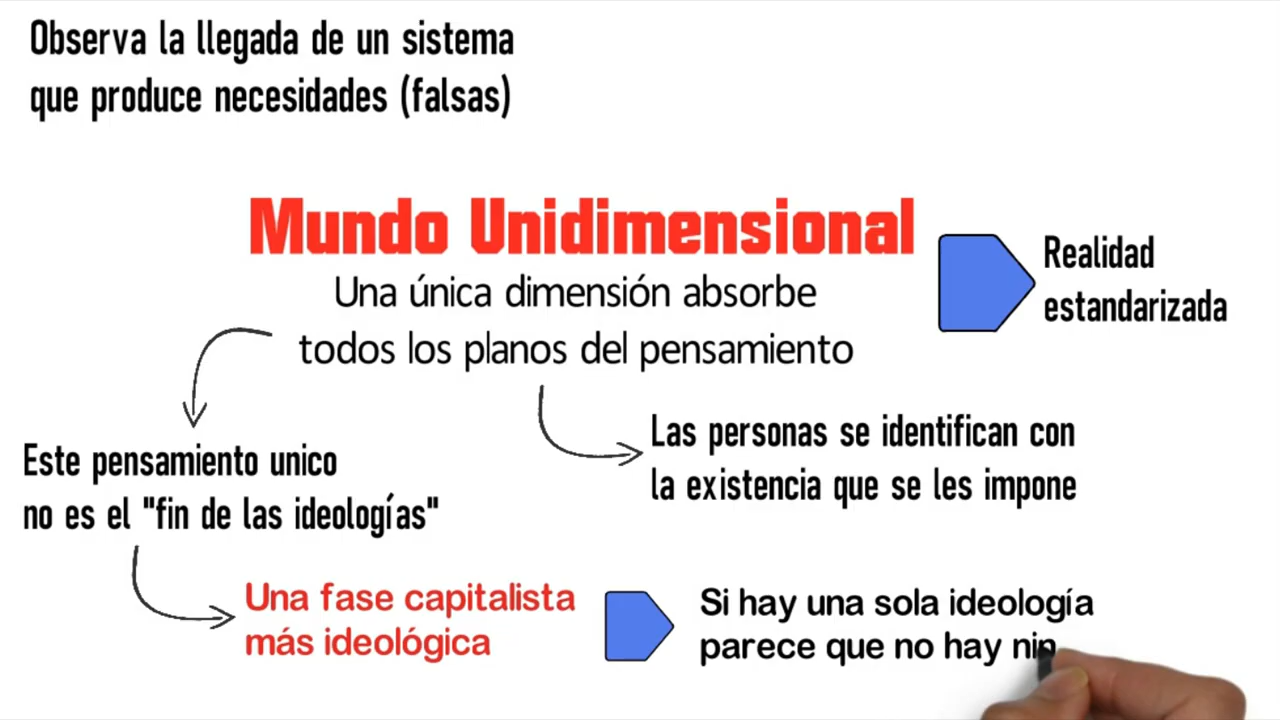 Observa la llegada de un sistema
que produce necesidades (falsas)
Mundo Unidimensional
Una única dimensión absorbe
todos los planos del pensamiento
Realidad
estandarizada
Las personas se identifican con
la existencia que se les impone
Este pensamiento unico
no es el "fin de las ideologías"
Una fase capitalista
más ideológica
Si hay una sola ideología
parece que no hay